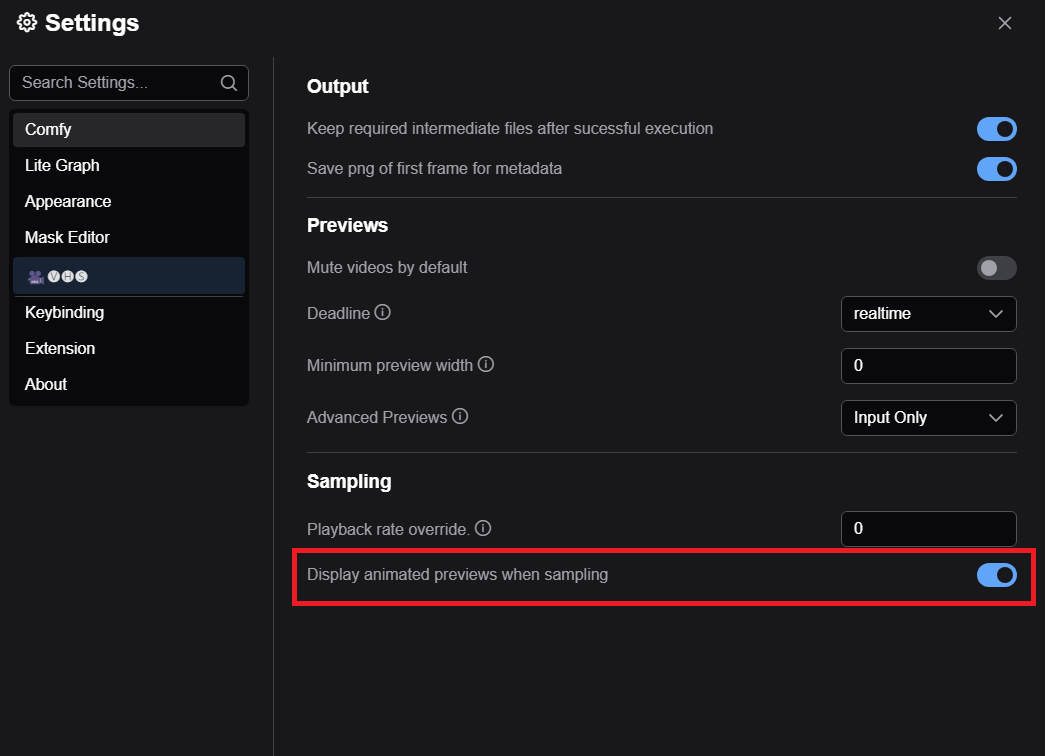 Settings
Search Settings...
Comfy
Lite Graph
Appearance
Mask Editor
🅥🅗🅢
Keybinding
Extension
About
Output
Keep required intermediate files after sucessful execution
Save png of first frame for metadata
Previews
Mute videos by default
Deadline
realtime
Minimum preview width
0
Advanced Previews
Input Only
Sampling
Playback rate override.
0
Display animated previews when sampling